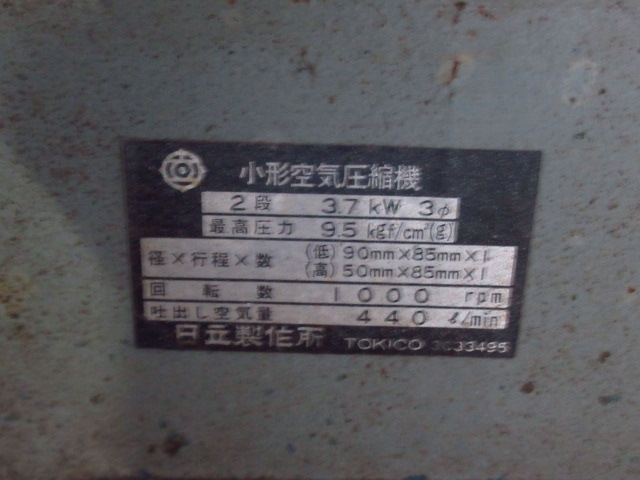 小形空気圧縮機
2段 3.7 kW 3φ
最高圧力 9.5 kgf/cm²(g)
径×行程×数 (低) 90mm×85mm×1
(高) 50mm×85mm×1
回転数 1000 rpm
吐出し空気量 440 ℓ/min
日立製作所 TOKICO